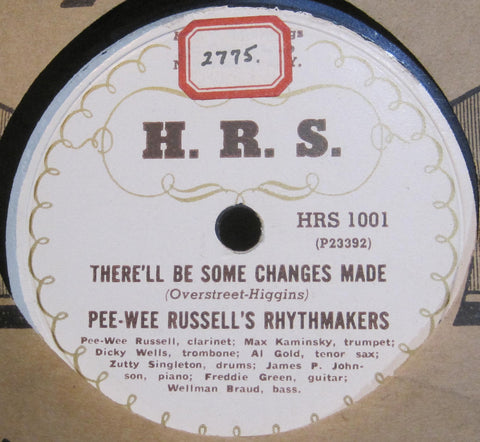 2775.
H. R. S.
HRS 1001
(P23392)
THERE'LL BE SOME CHANGES MADE
(Overstreet-Higgins)
PEE-WEE RUSSELL'S RHYTHMAKERS
Pee-Wee Russell, clarinet; Max Kaminsky, trumpet;
Dicky Wells, trombone; Al Gold, tenor sax;
Zutty Singleton, drums; James P. John-
son, piano; Freddie Green, guitar;
Wellman Braud, bass.